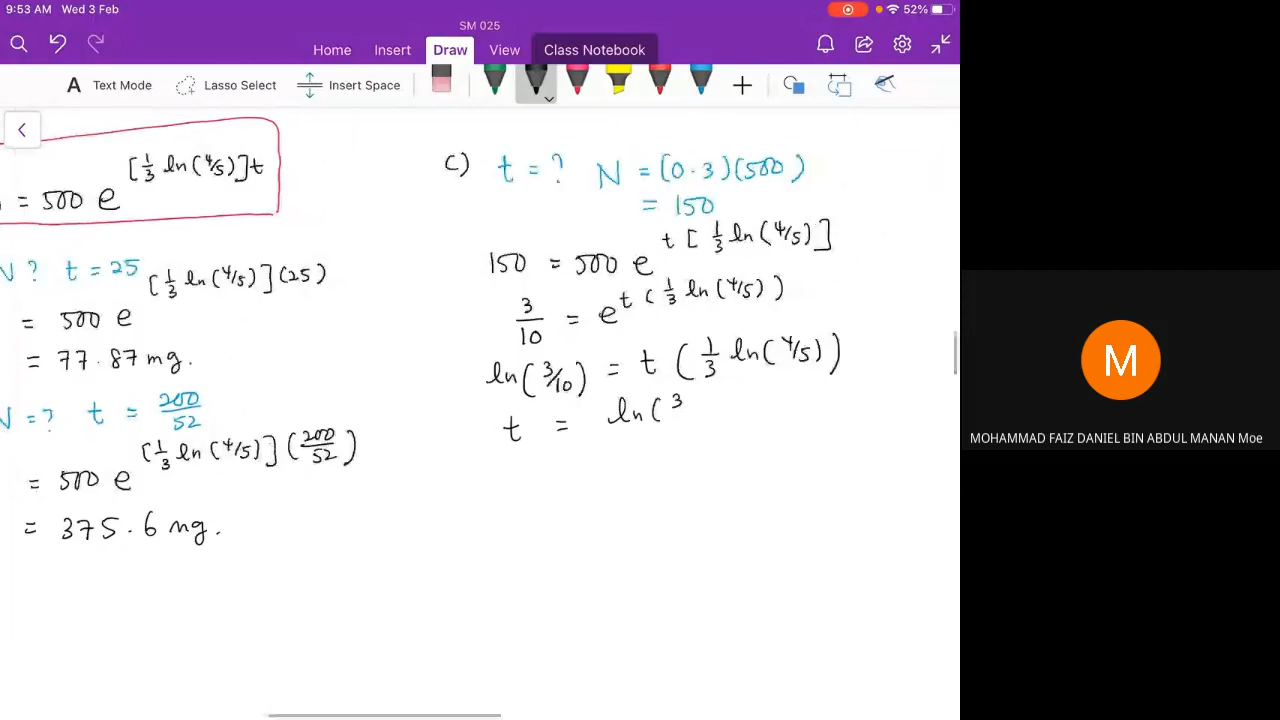 9:53 AM Wed 3 Feb
52%
SM 025
Home Insert Draw View Class Notebook
A Text Mode Lasso Select Insert Space
[1/3 ln(4/5)]t
= 500 e
N? t = 25
[1/3 ln(4/5)](25)
= 500 e
= 77.87 mg.
N = ? t = 200/52
[1/3 ln(4/5)](200/52)
= 500 e
= 375.6 mg.
c) t = ? N = (0.3)(500)
= 150
t[1/3 ln(4/5)]
150 = 500 e
t(1/3 ln(4/5))
3/10 = e
ln(3/10) = t(1/3 ln(4/5))
t = ln(3
M
MOHAMMAD FAIZ DANIEL BIN ABDUL MANAN Moe